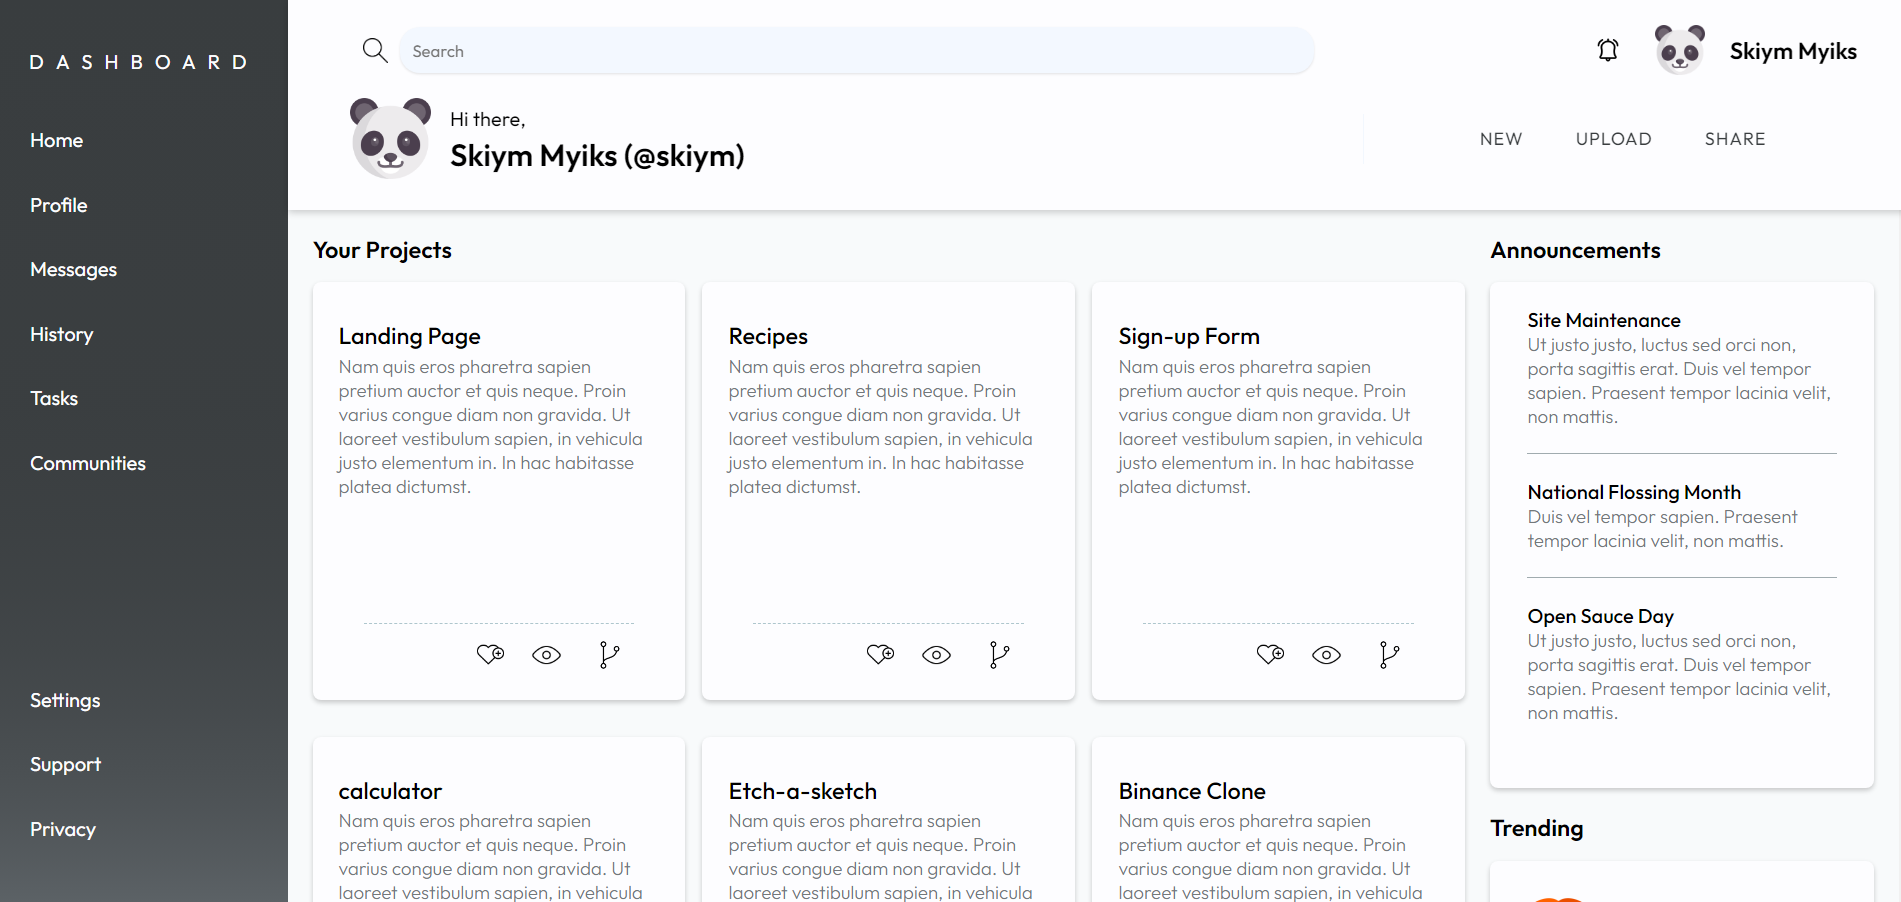 DASHBOARD
Home
Profile
Messages
History
Tasks
Communities
Settings
Support
Privacy
Search
Skiym Myiks
Hi there,
Skiym Myiks (@skiym)
NEW
UPLOAD
SHARE
Your Projects
Landing Page
Nam quis eros pharetra sapien
pretium auctor et quis neque. Proin
varius congue diam non gravida. Ut
laoreet vestibulum sapien, in vehicula
justo elementum in. In hac habitasse
platea dictumst.
Recipes
Nam quis eros pharetra sapien
pretium auctor et quis neque. Proin
varius congue diam non gravida. Ut
laoreet vestibulum sapien, in vehicula
justo elementum in. In hac habitasse
platea dictumst.
Sign-up Form
Nam quis eros pharetra sapien
pretium auctor et quis neque. Proin
varius congue diam non gravida. Ut
laoreet vestibulum sapien, in vehicula
justo elementum in. In hac habitasse
platea dictumst.
calculator
Nam quis eros pharetra sapien
pretium auctor et quis neque. Proin
varius congue diam non gravida. Ut
laoreet vestibulum sapien, in vehicula
Etch-a-sketch
Nam quis eros pharetra sapien
pretium auctor et quis neque. Proin
varius congue diam non gravida. Ut
laoreet vestibulum sapien, in vehicula
Binance Clone
Nam quis eros pharetra sapien
pretium auctor et quis neque. Proin
varius congue diam non gravida. Ut
laoreet vestibulum sapien, in vehicula
Announcements
Site Maintenance
Ut justo justo, luctus sed orci non,
porta sagittis erat. Duis vel tempor
sapien. Praesent tempor lacinia velit,
non mattis.
National Flossing Month
Duis vel tempor sapien. Praesent
tempor lacinia velit, non mattis.
Open Sauce Day
Ut justo justo, luctus sed orci non,
porta sagittis erat. Duis vel tempor
sapien. Praesent tempor lacinia velit,
non mattis.
Trending